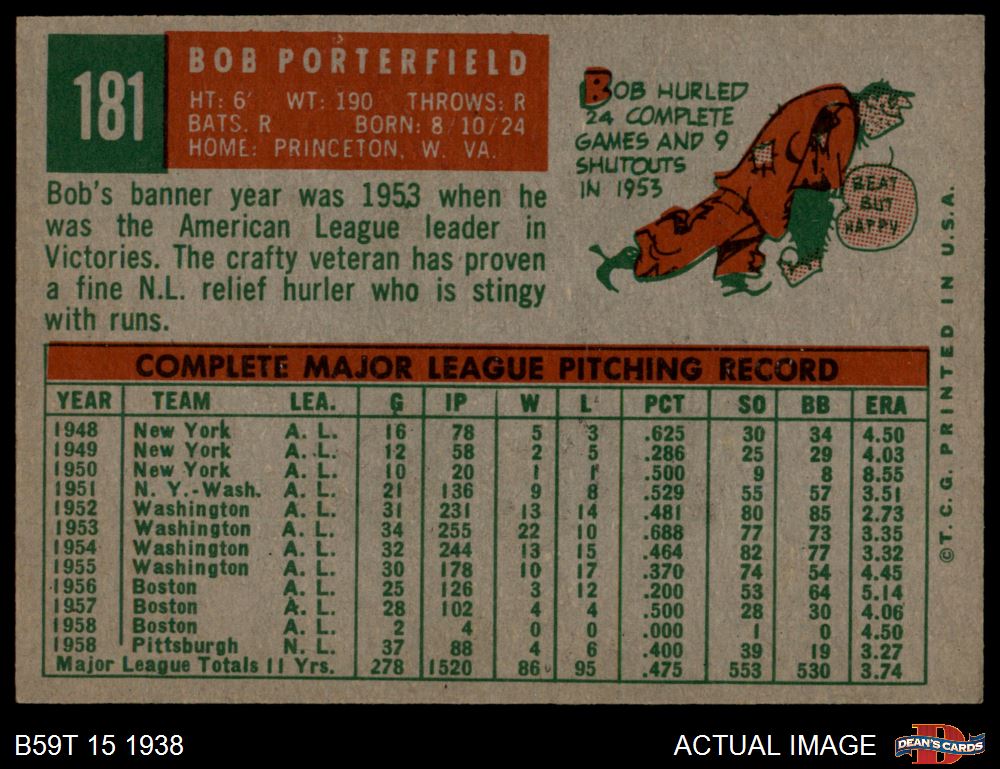 181
BOB PORTERFIELD
HT: 6' WT: 190 THROWS: R
BATS. R BORN: 8/10/24
HOME: PRINCETON, W. VA.
BOB HURLED
24 COMPLETE
GAMES AND 9
SHUTOUTS
IN 1953
BEAT
BUT
HAPPY
Bob's banner year was 1953 when he
was the American League leader in
Victories. The crafty veteran has proven
a fine N.L. relief hurler who is stingy
with runs.
COMPLETE MAJOR LEAGUE PITCHING RECORD
YEAR TEAM LEA. G IP W L PCT SO BB ERA
1948 New York A. L. 16 78 5 3 .625 30 34 4.50
1949 New York A. L. 12 58 2 5 .286 25 29 4.03
1950 New York A. L. 10 20 1 1 .500 9 8 8.55
1951 N. Y.-Wash. A. L. 21 136 9 8 .529 55 57 3.51
1952 Washington A. L. 31 231 13 14 .481 80 85 2.73
1953 Washington A. L. 34 255 22 10 .688 77 73 3.35
1954 Washington A. L. 32 244 13 15 .464 82 77 3.32
1955 Washington A. L. 30 178 10 17 .370 74 54 4.45
1956 Boston A. L. 25 126 3 12 .200 53 64 5.14
1957 Boston A. L. 28 102 4 4 .500 28 30 4.06
1958 Boston A. L. 2 4 0 0 .000 1 0 4.50
1958 Pittsburgh N. L. 37 88 4 6 .400 39 19 3.27
Major League Totals 11 Yrs. 278 1520 86 95 .475 553 530 3.74
©T. C. G. PRINTED IN U.S.A.
B59T 15 1938
ACTUAL IMAGE
DEAN'S CARDS